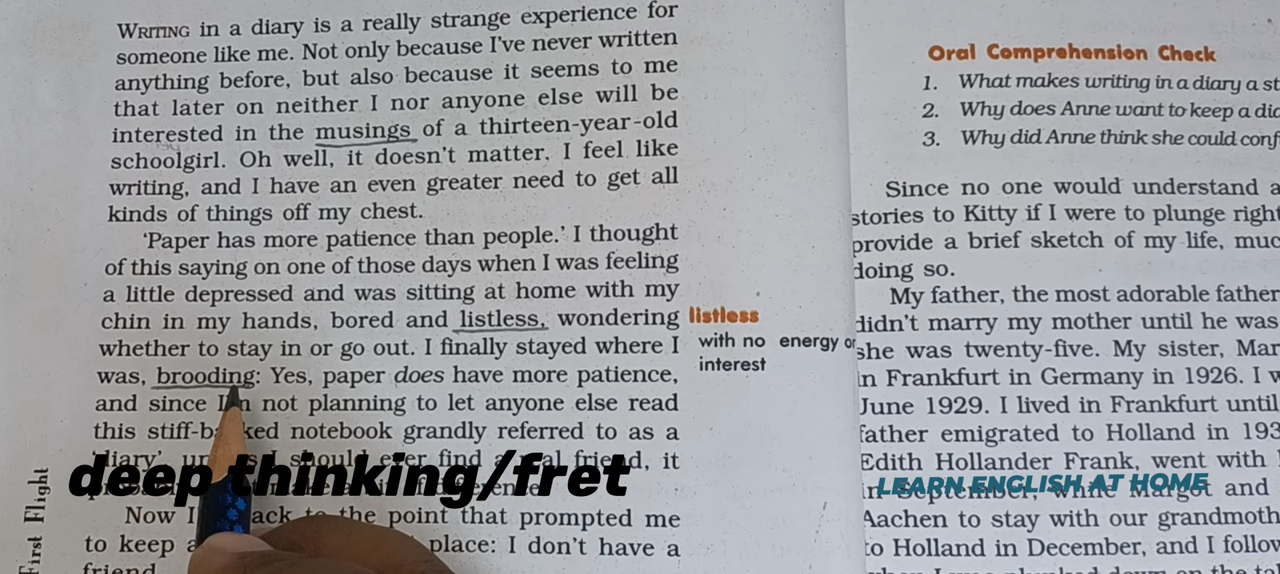 WRITING in a diary is a really strange experience for
someone like me. Not only because I've never written
anything before, but also because it seems to me
that later on neither I nor anyone else will be
interested in the musings of a thirteen-year-old
schoolgirl. Oh well, it doesn't matter. I feel like
writing, and I have an even greater need to get all
kinds of things off my chest.
'Paper has more patience than people.' I thought
of this saying on one of those days when I was feeling
a little depressed and was sitting at home with my
chin in my hands, bored and listless, wondering
whether to stay in or go out. I finally stayed where I
was, brooding: Yes, paper does have more patience,
and since I'm not planning to let anyone else read
this stiff-backed notebook grandly referred to as a
'diary', I should ever find a real friend, it
Now I back to the point that prompted me
to keep a place: I don't have a
friend.
listless
with no energy or
interest
deep thinking/fret
First Flight
Oral Comprehension Check
1. What makes writing in a diary a st
2. Why does Anne want to keep a dia
3. Why did Anne think she could conf
Since no one would understand a
stories to Kitty if I were to plunge right
provide a brief sketch of my life, muc
doing so.
My father, the most adorable father
didn't marry my mother until he was
she was twenty-five. My sister, Mar
in Frankfurt in Germany in 1926. I w
June 1929. I lived in Frankfurt until
father emigrated to Holland in 193
Edith Hollander Frank, went with
in September, while Margot and
LEARN ENGLISH AT HOME
Aachen to stay with our grandmoth
to Holland in December, and I follow